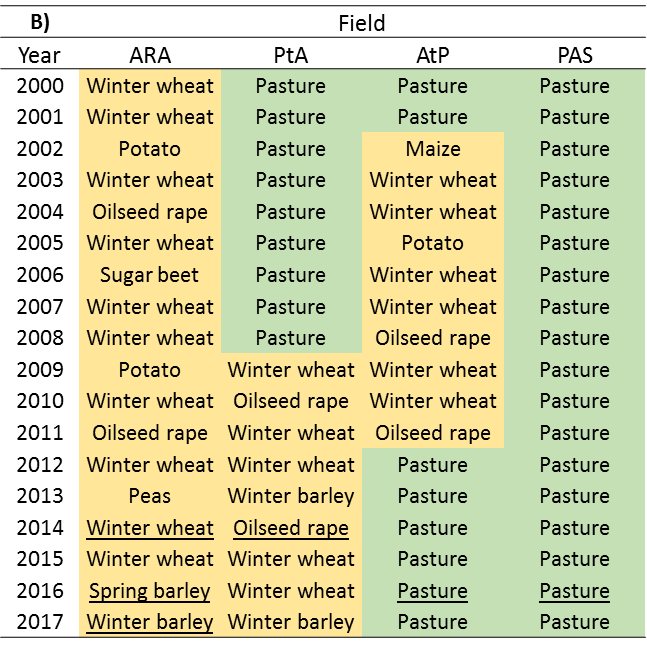 B) Field
Year ARA PtA AtP PAS
2000 Winter wheat Pasture Pasture Pasture
2001 Winter wheat Pasture Pasture Pasture
2002 Potato Pasture Maize Pasture
2003 Winter wheat Pasture Winter wheat Pasture
2004 Oilseed rape Pasture Winter wheat Pasture
2005 Winter wheat Pasture Potato Pasture
2006 Sugar beet Pasture Winter wheat Pasture
2007 Winter wheat Pasture Winter wheat Pasture
2008 Winter wheat Pasture Oilseed rape Pasture
2009 Potato Winter wheat Winter wheat Pasture
2010 Winter wheat Oilseed rape Winter wheat Pasture
2011 Oilseed rape Winter wheat Oilseed rape Pasture
2012 Winter wheat Winter wheat Pasture Pasture
2013 Peas Winter barley Pasture Pasture
2014 Winter wheat Oilseed rape Pasture Pasture
2015 Winter wheat Winter wheat Pasture Pasture
2016 Spring barley Winter wheat Pasture Pasture
2017 Winter barley Winter barley Pasture Pasture